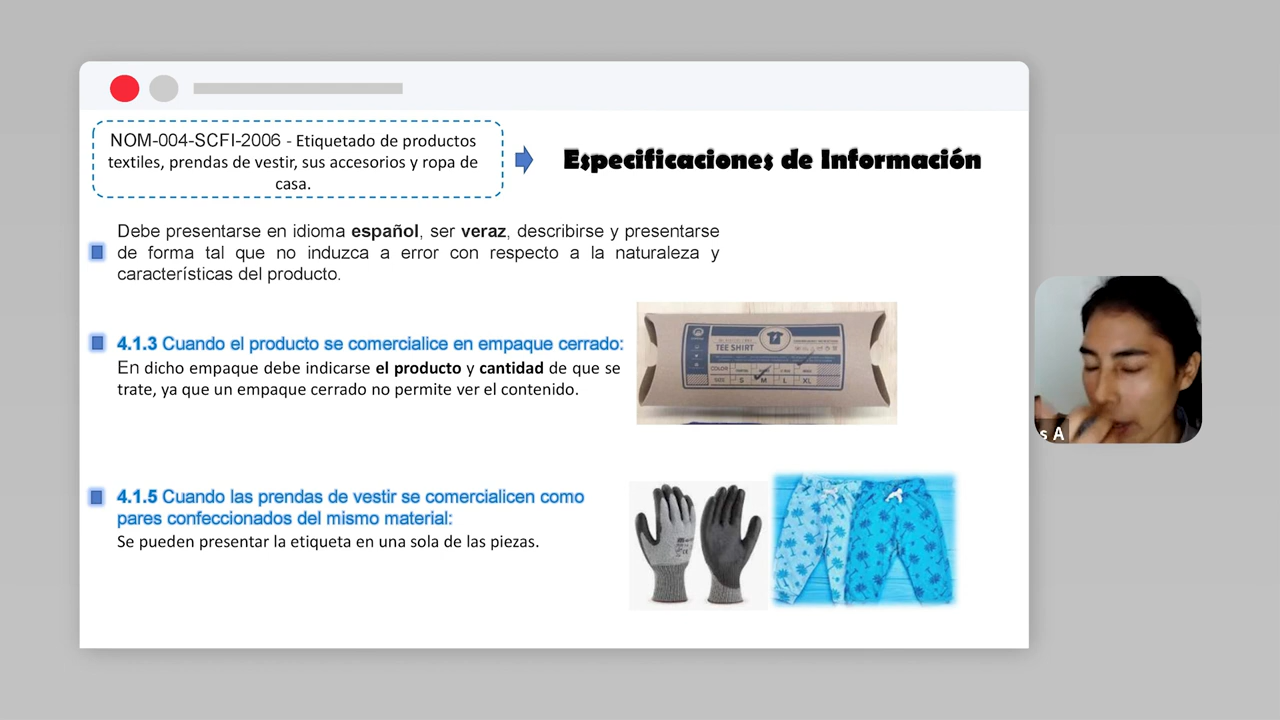 NOM-004-SCFI-2006 - Etiquetado de productos
textiles, prendas de vestir, sus accesorios y ropa de
casa.
Especificaciones de Información
Debe presentarse en idioma español, ser veraz, describirse y presentarse
de forma tal que no induzca a error con respecto a la naturaleza y
características del producto.
4.1.3 Cuando el producto se comercialice en empaque cerrado:
En dicho empaque debe indicarse el producto y cantidad de que se
trate, ya que un empaque cerrado no permite ver el contenido.
TEE SHIRT
COLOR
SIZE S M L XL
4.1.5 Cuando las prendas de vestir se comercialicen como
pares confeccionados del mismo material:
Se pueden presentar la etiqueta en una sola de las piezas.
s A